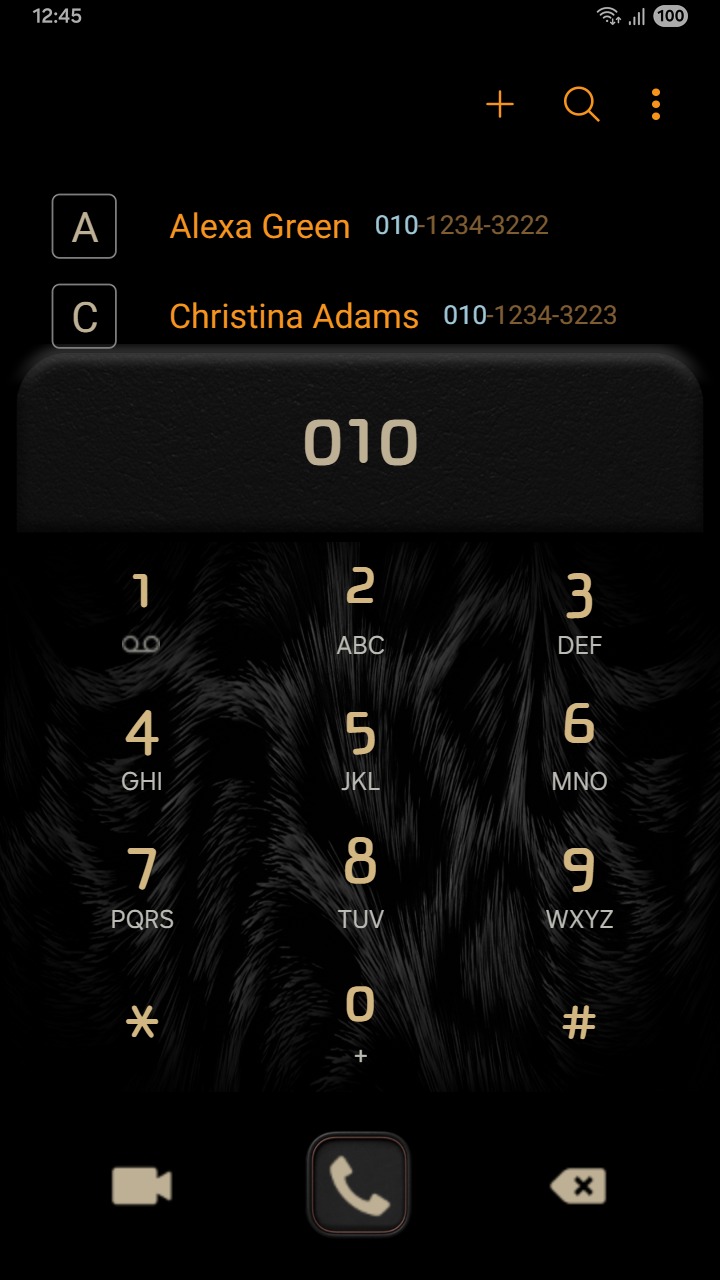 12:45 100
A Alexa Green 010-1234-3222
C Christina Adams 010-1234-3223
010
1 2 3
ABC DEF
4 5 6
GHI JKL MNO
7 8 9
PQRS TUV WXYZ
* 0 #
+